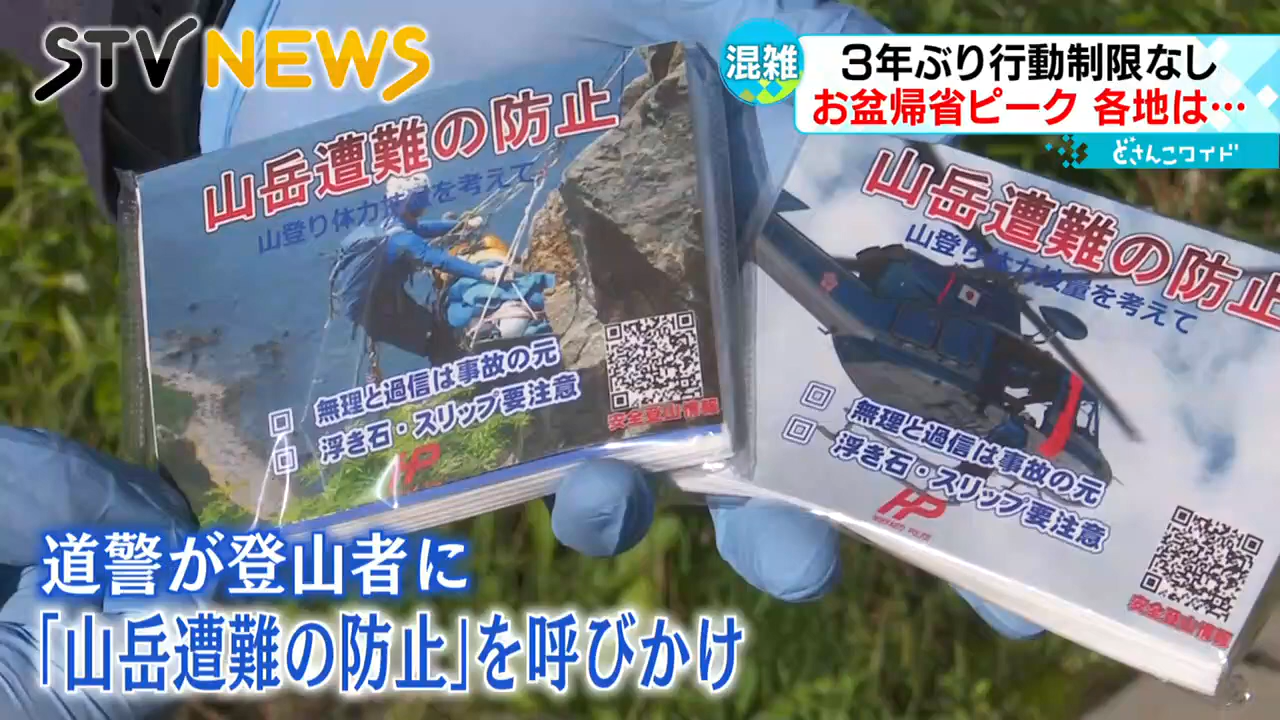 STV NEWS
混雑
3年ぶり行動制限なし
お盆帰省ピーク 各地は…
どさんこワイド
山岳遭難の防止
山登り体力技量を考えて
無理と過信は事故の元
浮き石・スリップ要注意
安全登山情報
HP
山岳遭難の防止
山登り体力技量を考えて
無理と過信は事故の元
浮き石・スリップ要注意
HP
HOKKAIDO POLICE
安全登山情報
道警が登山者に
「山岳遭難の防止」を呼びかけ